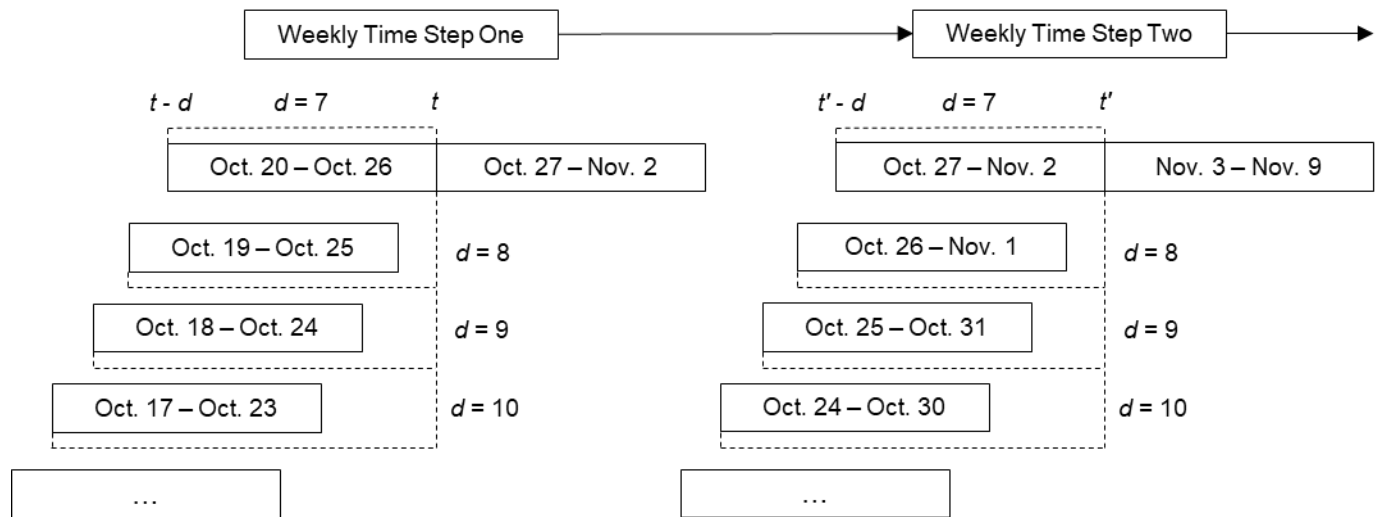 Weekly Time Step One
Weekly Time Step Two
t - d d = 7 t
t' - d d = 7 t'
Oct. 20 – Oct. 26
Oct. 27 – Nov. 2
Oct. 27 – Nov. 2
Nov. 3 – Nov. 9
Oct. 19 – Oct. 25
d = 8
Oct. 26 – Nov. 1
d = 8
Oct. 18 – Oct. 24
d = 9
Oct. 25 – Oct. 31
d = 9
Oct. 17 – Oct. 23
d = 10
Oct. 24 – Oct. 30
d = 10
…
…